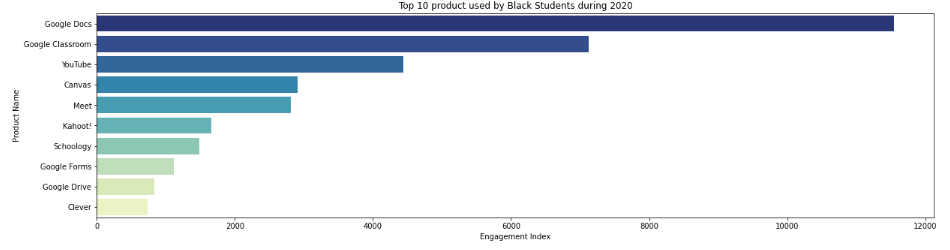 Top 10 product used by Black Students during 2020
Product Name
Google Docs
Google Classroom
YouTube
Canvas
Meet
Kahoot!
Schoology
Google Forms
Google Drive
Clever
0 2000 4000 6000 8000 10000 12000
Engagement Index